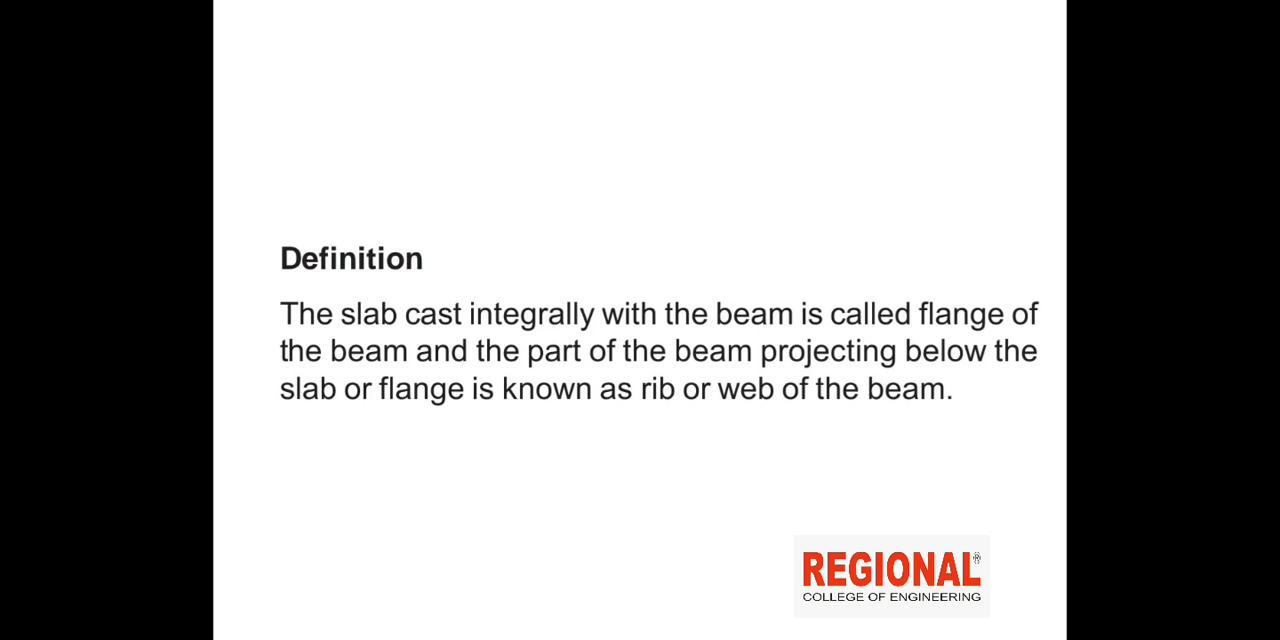 Definition
The slab cast integrally with the beam is called flange of
the beam and the part of the beam projecting below the
slab or flange is known as rib or web of the beam.
REGIONAL®
COLLEGE OF ENGINEERING